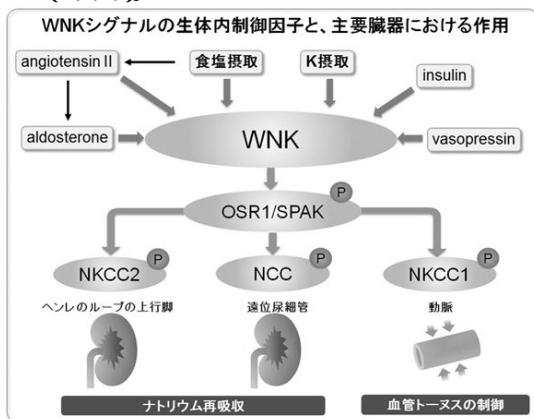 WNKシグナルの生体内制御因子と、主要臓器における作用
angiotensin II
食塩摂取
K摂取
insulin
aldosterone
WNK
vasopressin
P
OSR1/SPAK
P
NKCC2
P
NCC
P
NKCC1
ヘンレのループの上行脚
遠位尿細管
動脈
ナトリウム再吸収
血管トーヌスの制御